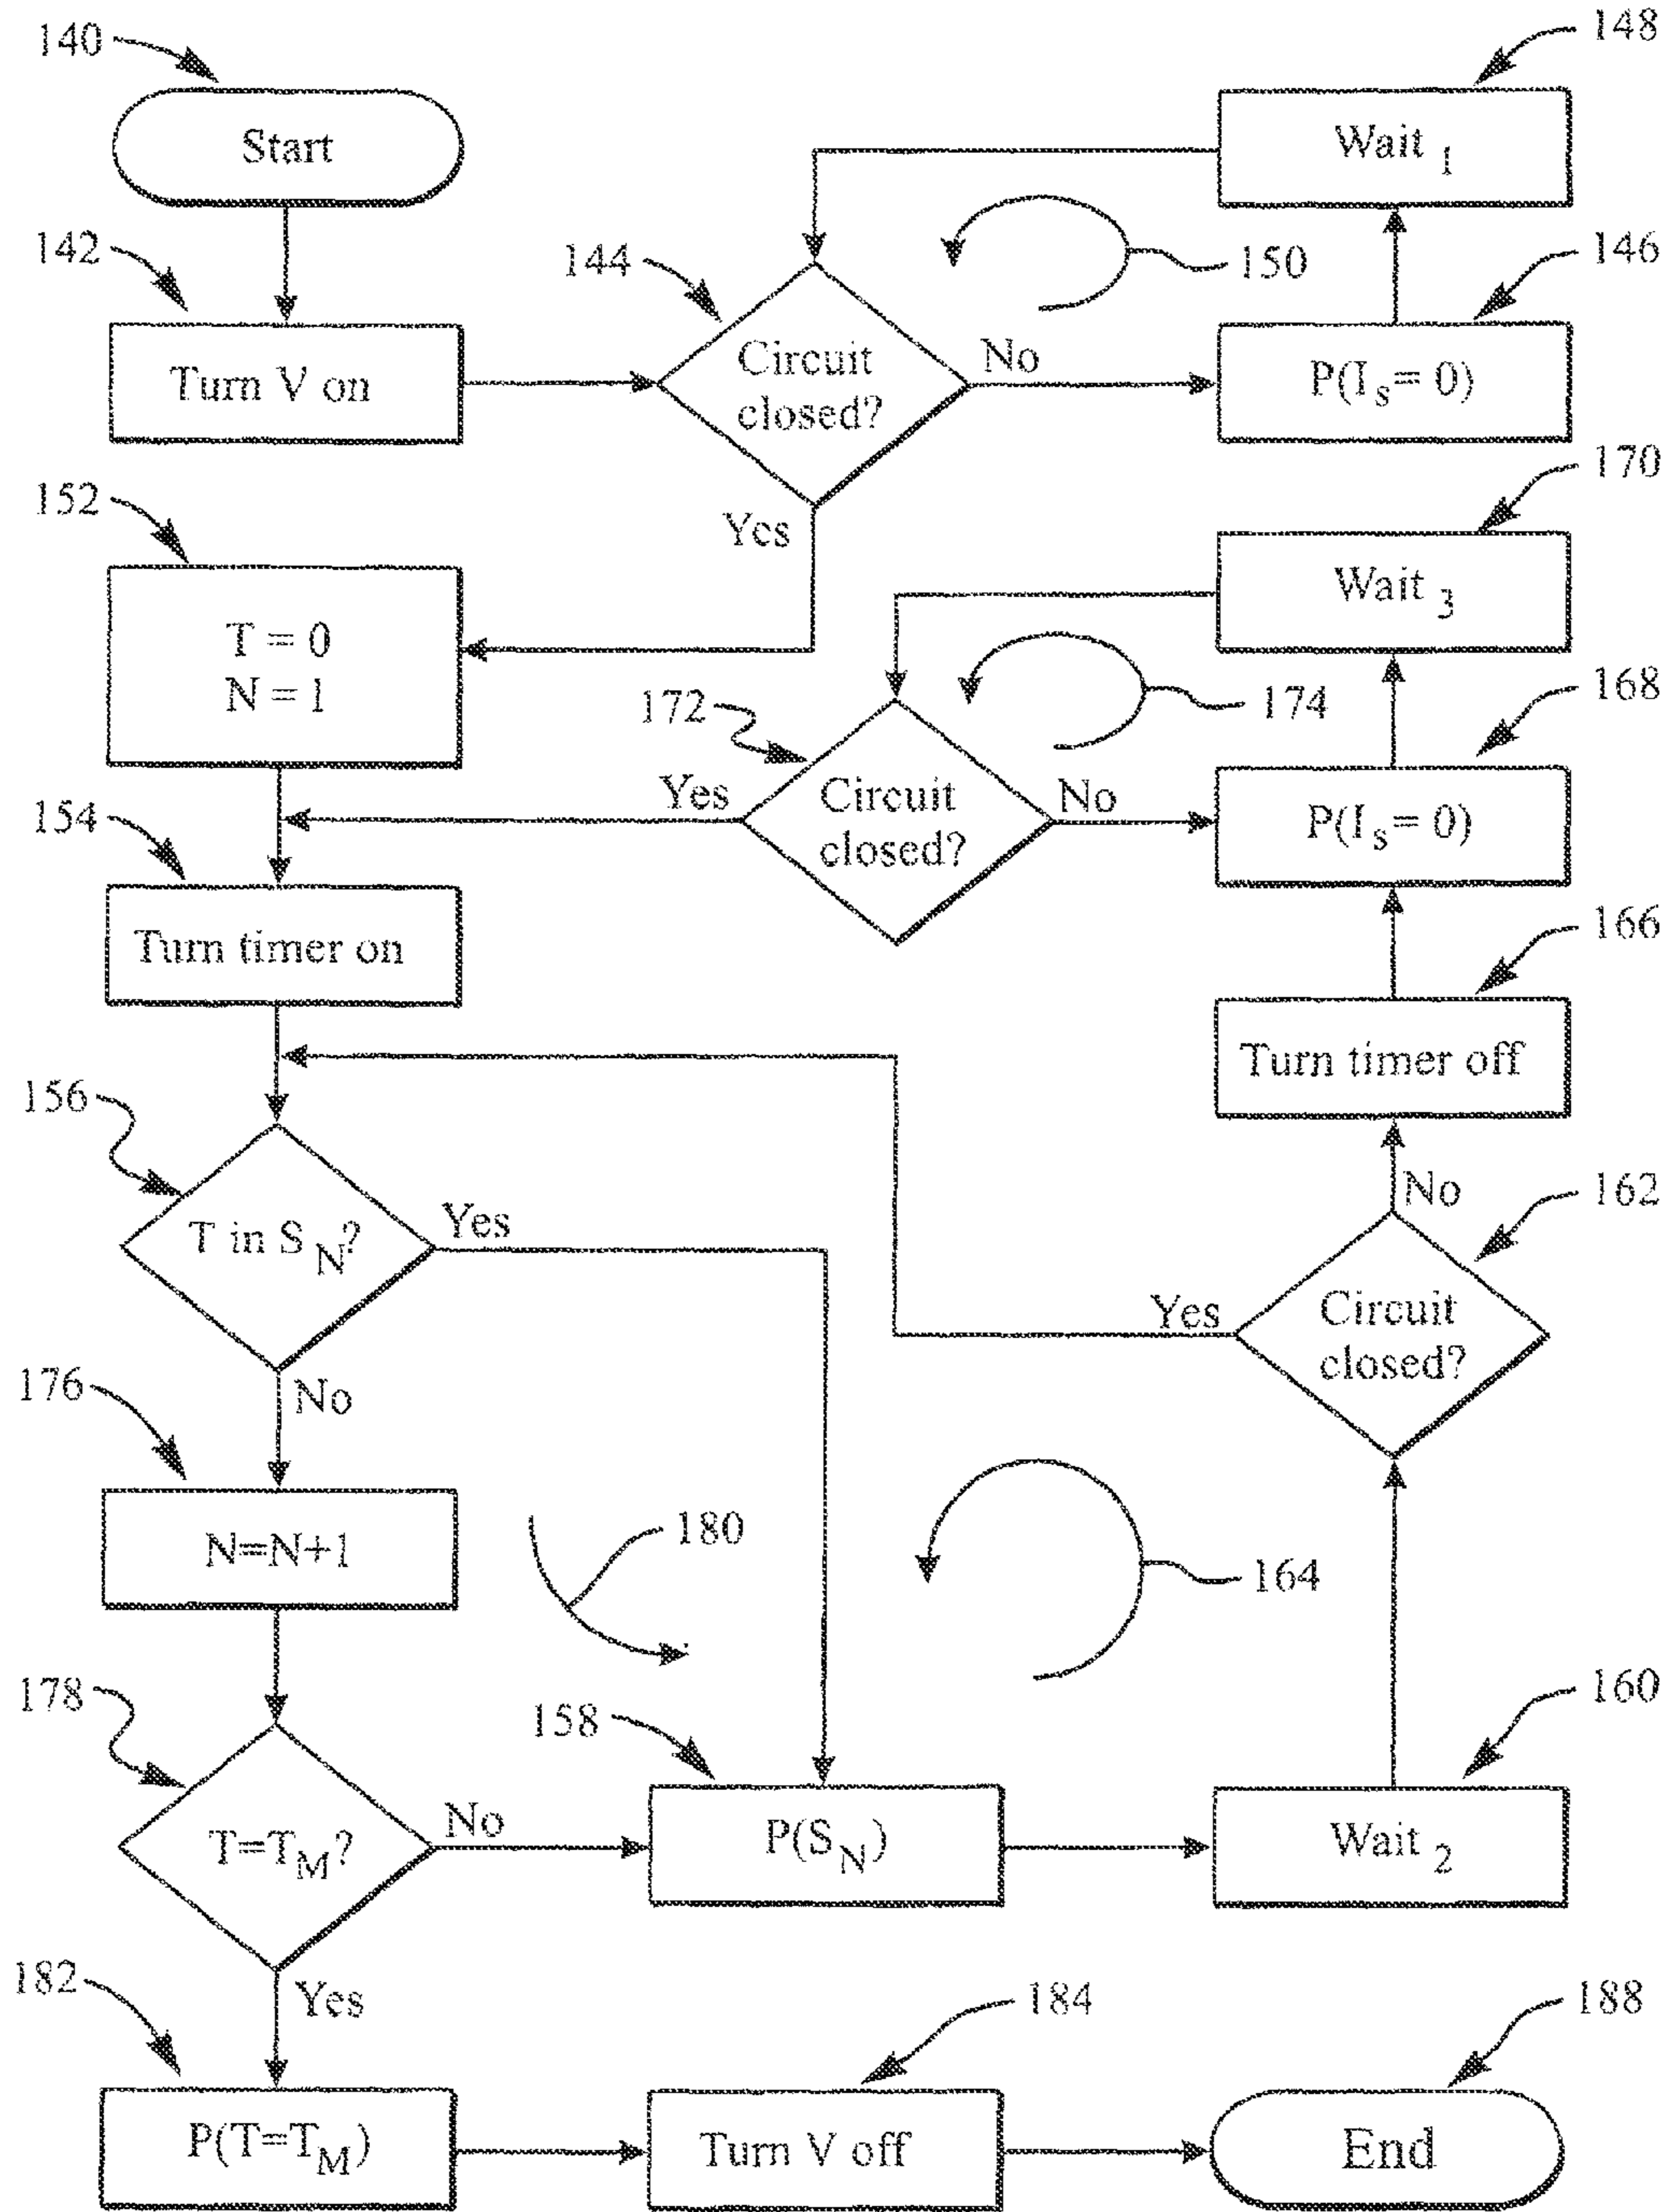 140
148
Start
Wait 1
142
144
150
146
Turn V on
Circuit
closed?
No
P(Is= 0)
Yes
152
170
T = 0
N = 1
Wait 3
172
174
168
154
Yes
Circuit
closed?
No
P(Is= 0)
Turn timer on
166
Turn timer off
156
No
162
T in SN?
Yes
Yes
Circuit
closed?
176
No
N=N+1
180
164
178
158
160
T=TM?
No
P(SN)
Wait 2
182
Yes
184
188
P(T=TM)
Turn V off
End